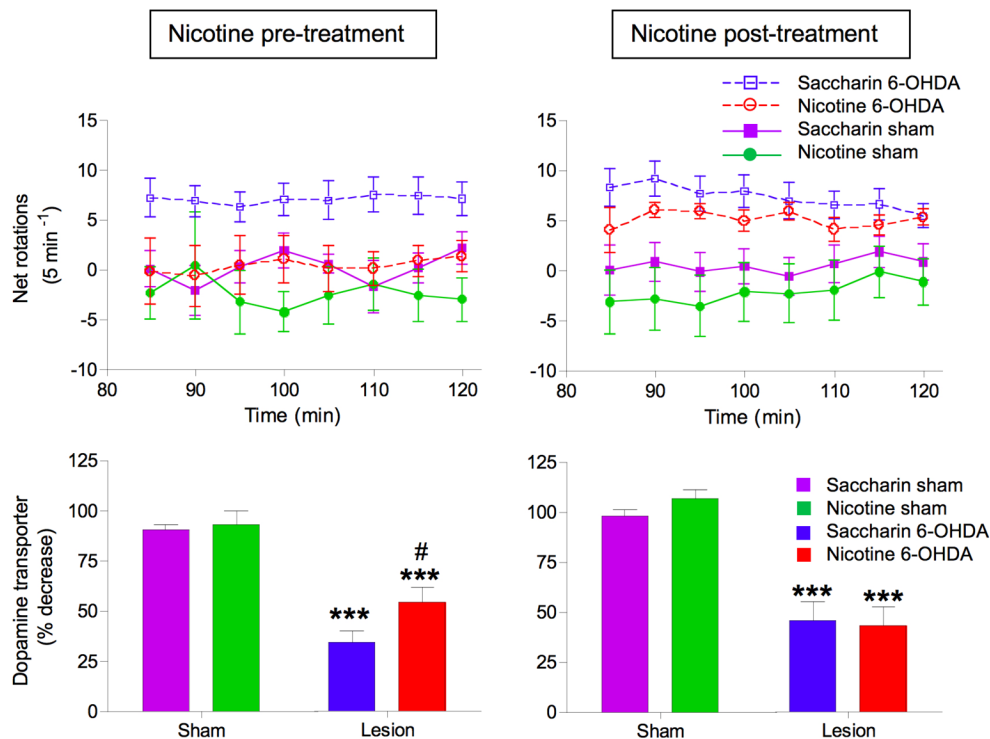 Nicotine pre-treatment
Nicotine post-treatment
Saccharin 6-OHDA
Nicotine 6-OHDA
Saccharin sham
Nicotine sham
Net rotations
(5 min -1)
15
10
5
0
-5
-10
80
90
100
110
120
Time (min)
15
10
5
0
-5
-10
80
90
100
110
120
Time (min)
Dopamine transporter
(% decrease)
125
100
75
50
25
0
***
#
***
Sham
Lesion
125
100
75
50
25
0
Saccharin sham
Nicotine sham
Saccharin 6-OHDA
Nicotine 6-OHDA
***
***
Sham
Lesion